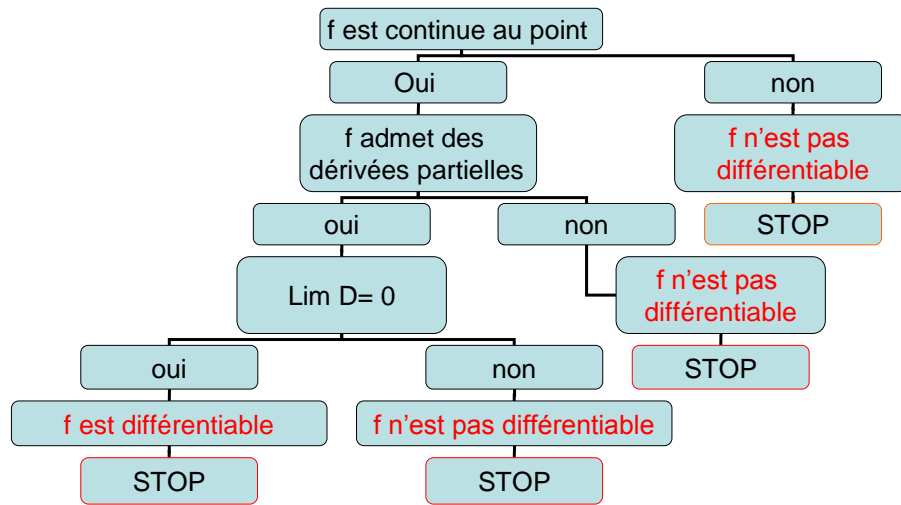 f est continue au point
Oui
non
f admet des
dérivées partielles
f n’est pas
différentiable
oui
non
STOP
Lim D= 0
f n’est pas
différentiable
oui
non
STOP
f est différentiable
f n’est pas différentiable
STOP
STOP